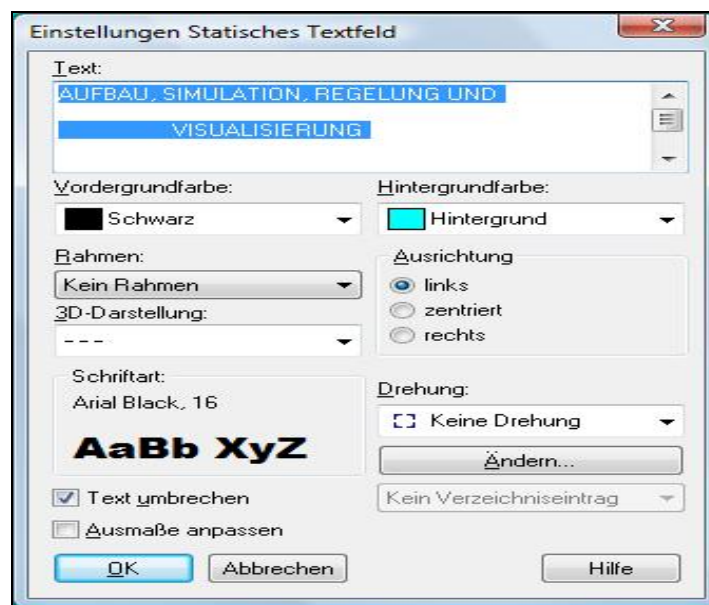 Einstellungen Statisches Textfeld
Text:
AUFBAU, SIMULATION, REGELUNG UND
VISUALISIERUNG
Vordergrundfarbe:
Hintergrundfarbe:
Schwarz
Hintergrund
Rahmen:
Ausrichtung
Kein Rahmen
links
3D-Darstellung:
zentriert
---
rechts
Schriftart:
Arial Black, 16
Drehung:
Keine Drehung
AaBb XyZ
Ändern...
Text umbrechen
Kein Verzeichniseintrag
Ausmaße anpassen
OK
Abbrechen
Hilfe